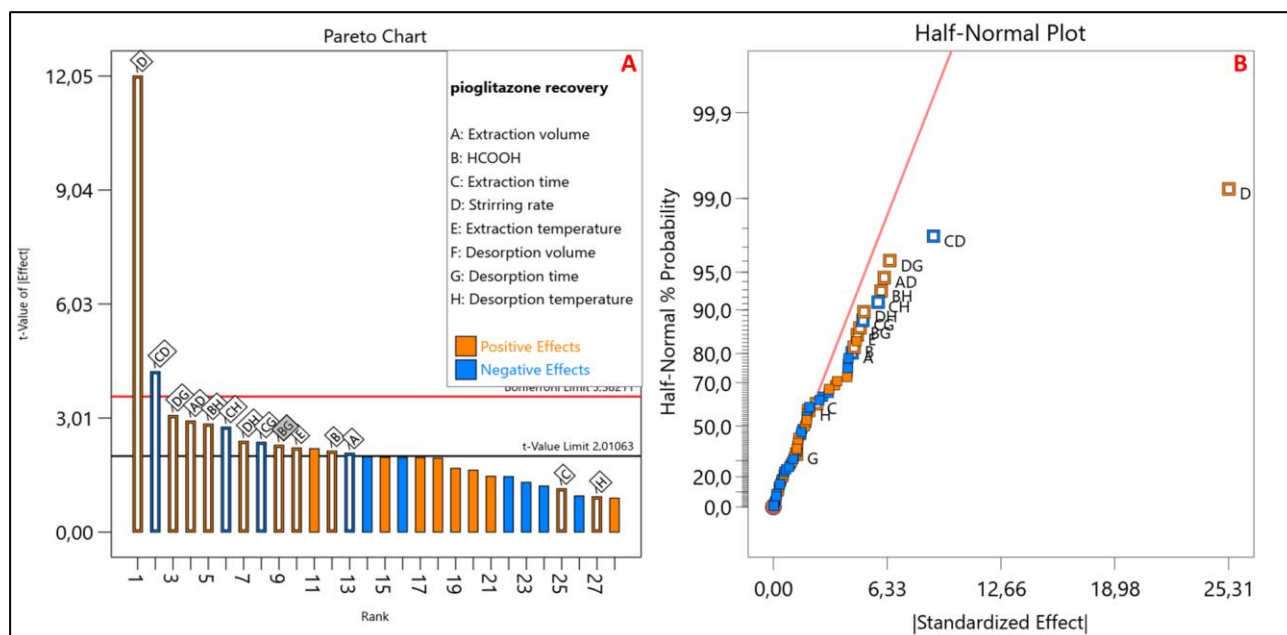 Pareto Chart
A
12,05
9,04
6,03
3,01
0,00
t-Value of |Effect|
D
CD
DG
AD
BH
CH
DH
CG
BG
E
B
A
C
H
pioglitazone recovery
A: Extraction volume
B: HCOOH
C: Extraction time
D: Strirring rate
E: Extraction temperature
F: Desorption volume
G: Desorption time
H: Desorption temperature
Positive Effects
Negative Effects
Bonferroni Limit 3,58211
t-Value Limit 2,01063
1 3 5 7 9 11 13 15 17 19 21 23 25 27
Rank
Half-Normal Plot
B
99,9
99,0
95,0
90,0
80,0
70,0
50,0
20,0
0,0
Half-Normal % Probability
D
CD
DG
AD
BH
CH
DH
CG
BG
E
B
A
C
H
G
0,00 6,33 12,66 18,98 25,31
|Standardized Effect|